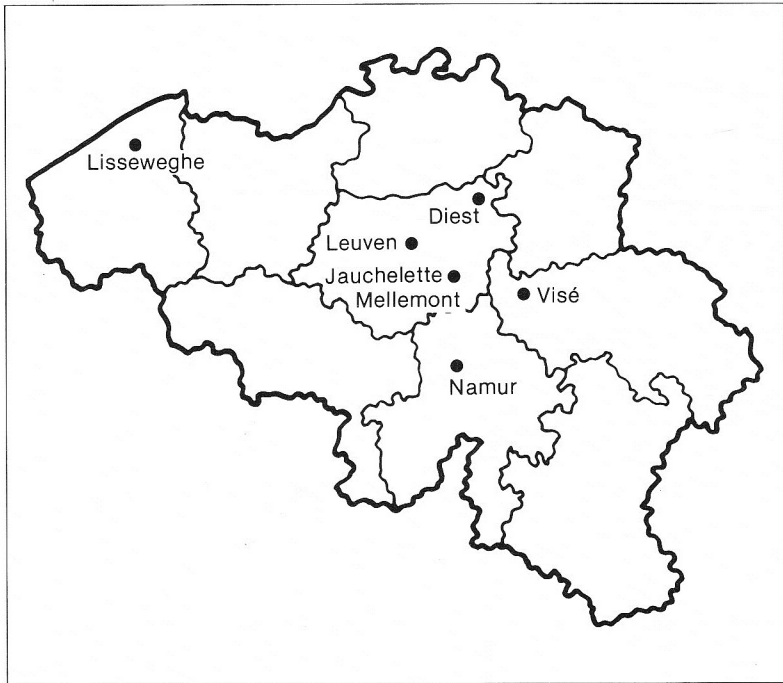 Lisseweghe
Diest
Leuven
Jauchelette
Mellemont
Visé
Namur